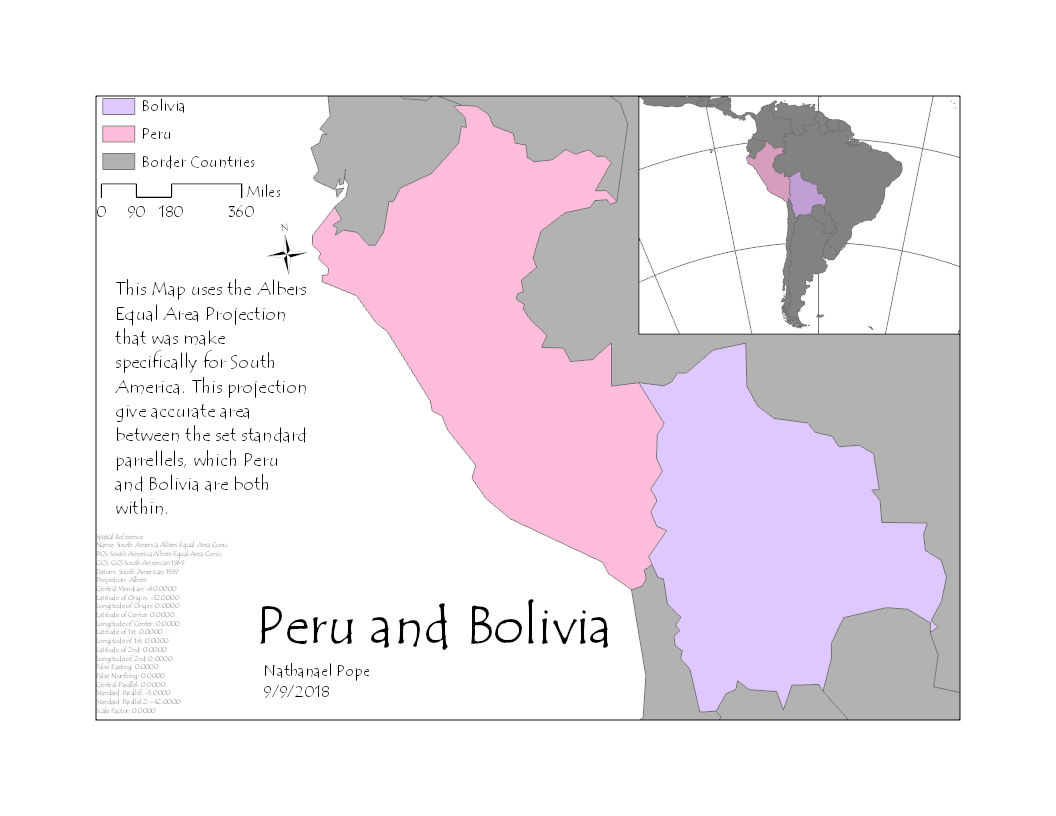 Bolivia
Peru
Border Countries
Miles
0 90 180 360
N
This Map uses the Albers
Equal Area Projection
that was make
specifically for South
America. This projection
give accurate area
between the set standard
parrellels, which Peru
and Bolivia are both
within.
Spatial Reference
Name: South America Albers Equal Area Conic
PCS: South America Albers Equal Area Conic
GCS: GCS South American 1969
Datum: South American 1969
Projection: Albers
Central Meridian: -60.0000
Latitude of Origin: -32.0000
Longitude of Origin: 0.0000
Latitude of Center: 0.0000
Longitude of Center: 0.0000
Latitude of 1st: 0.0000
Longitude of 1st: 0.0000
Latitude of 2nd: 0.0000
Longitude of 2nd: 0.0000
False Easting: 0.0000
False Northing: 0.0000
Central Parallel: 0.0000
Standard Parallel: -5.0000
Standard Parallel 2: -42.0000
Scale Factor: 0.0000
Peru and Bolivia
Nathanael Pope
9/9/2018